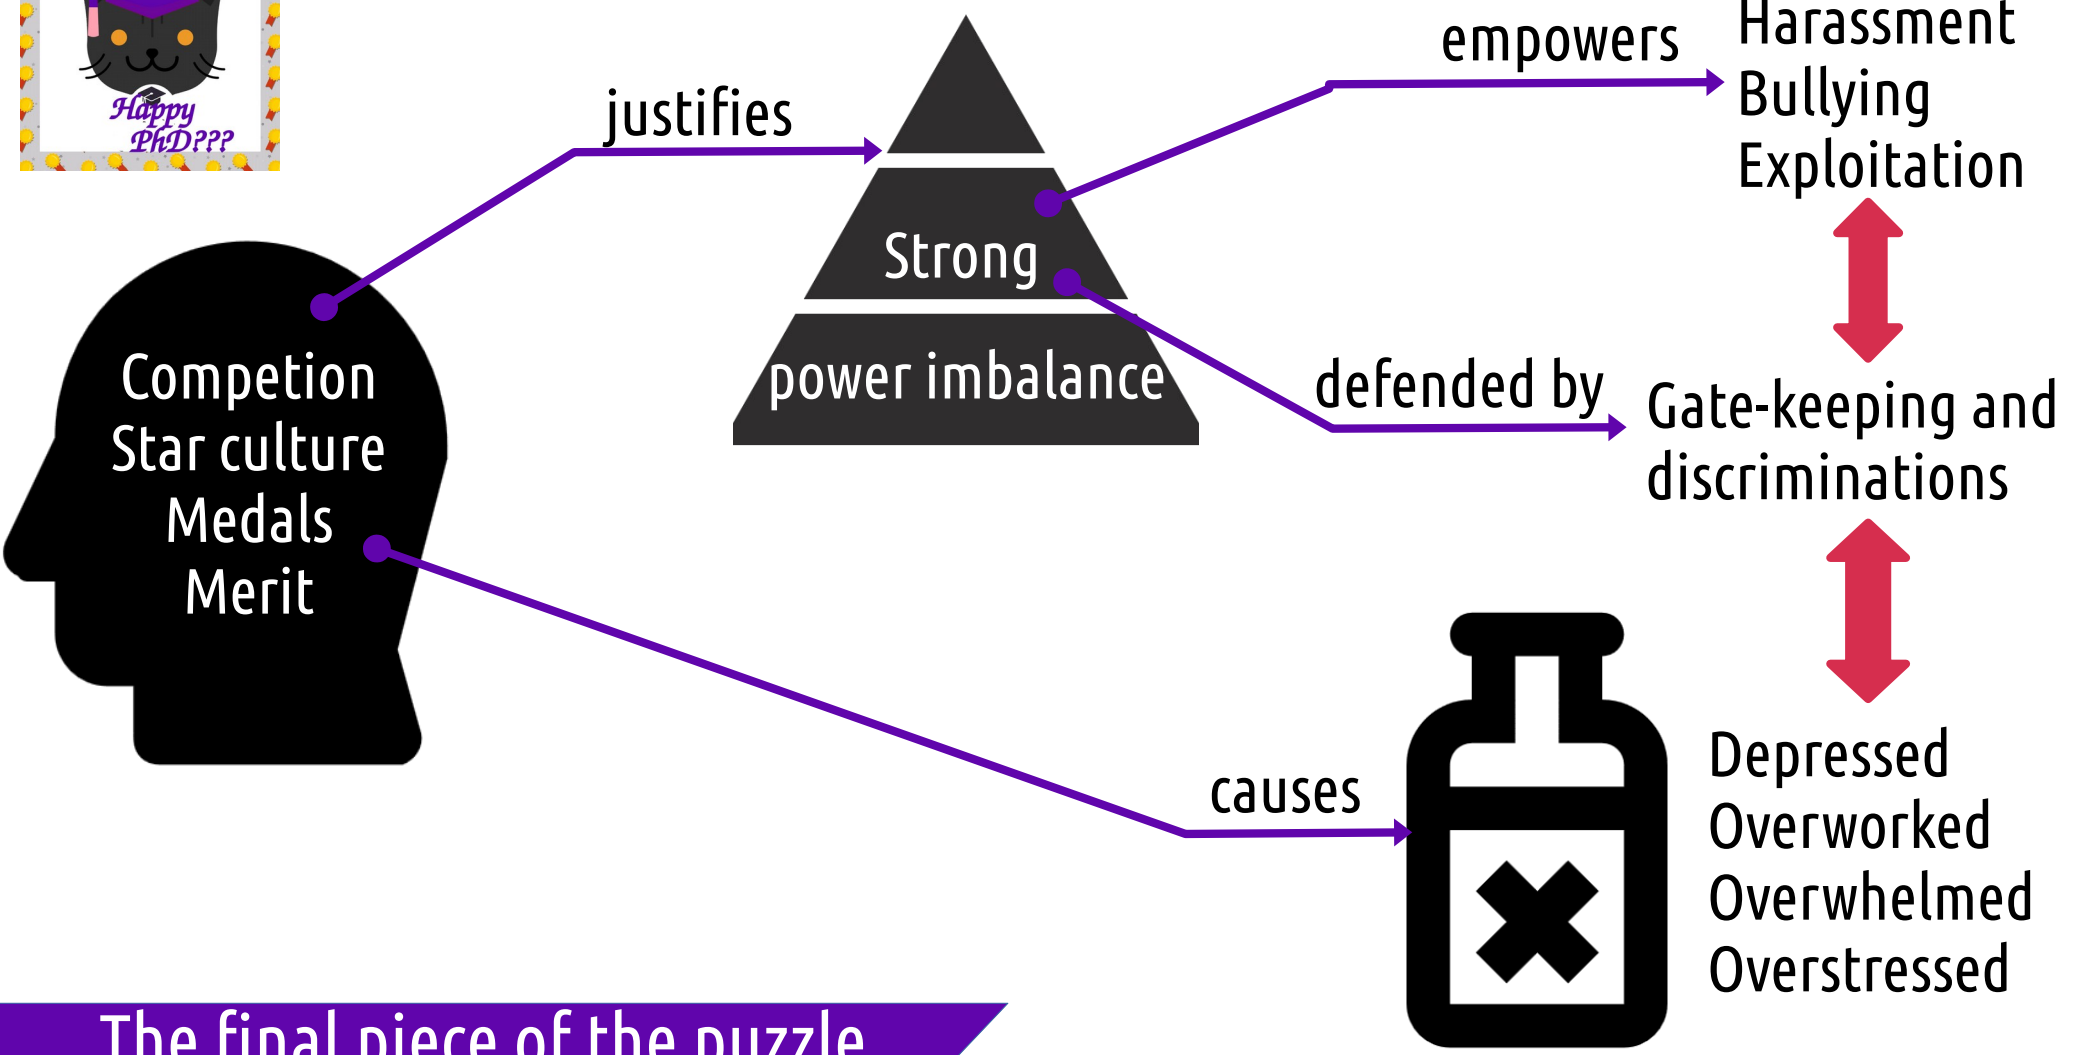 Happy
PhD???
justifies
empowers
Harassment
Bullying
Exploitation
Strong
power imbalance
defended by
Gate-keeping and
discriminations
Competion
Star culture
Medals
Merit
causes
Depressed
Overworked
Overwhelmed
Overstressed
The final piece of the puzzle